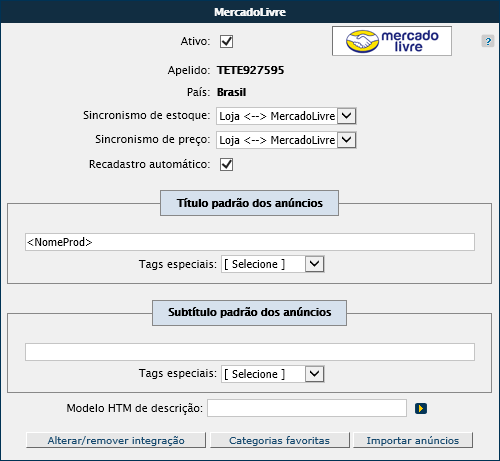 MercadoLivre
Ativo:
mercado
livre
?
Apelido: TETE927595
País: Brasil
Sincronismo de estoque: Loja <--> MercadoLivre
Sincronismo de preço: Loja <--> MercadoLivre
Recadastro automático:
Título padrão dos anúncios
<NomeProd>
Tags especiais: [ Selecione ]
Subtítulo padrão dos anúncios
Tags especiais: [ Selecione ]
Modelo HTM de descrição:
Alterar/remover integração Categorias favoritas Importar anúncios